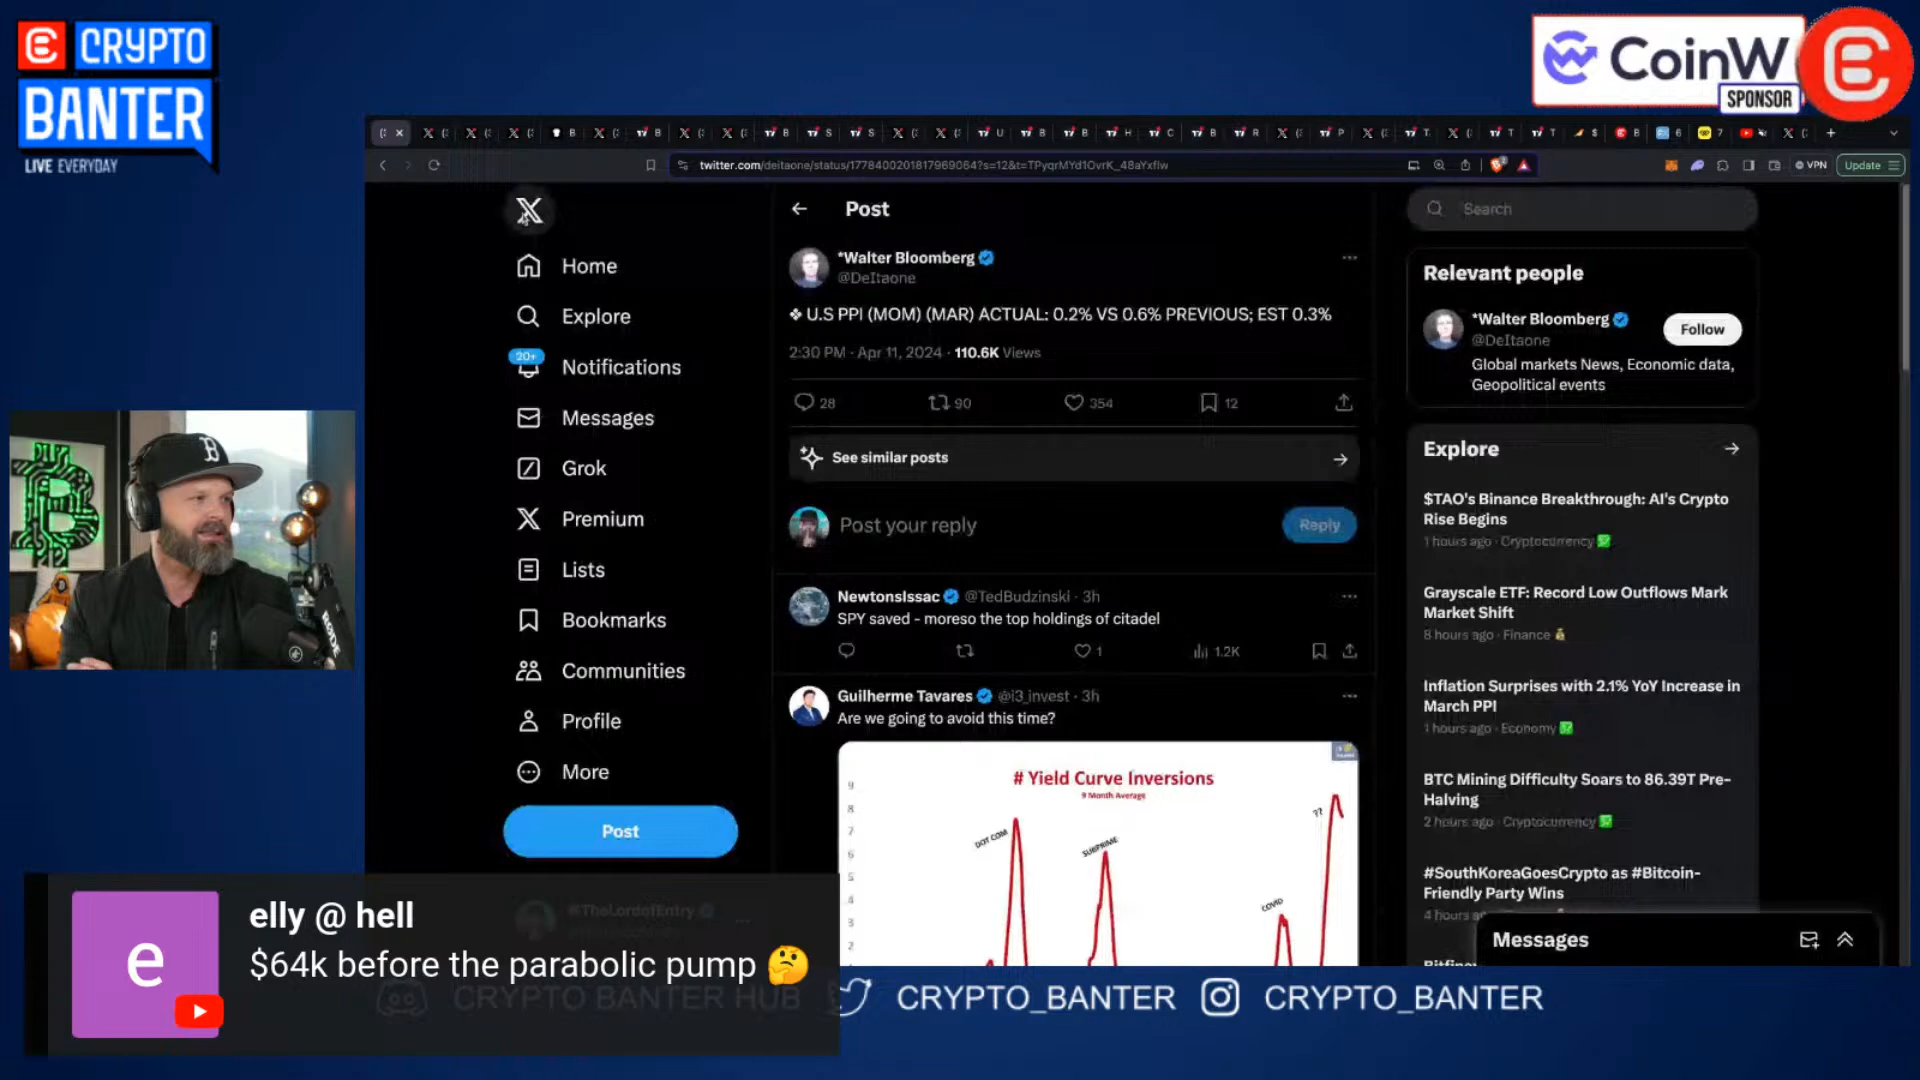 CRYPTO
BANTER
LIVE EVERYDAY
CoinW
SPONSOR
twitter.com/deitaone/status/1778400201817969064?s=12&t=TPyqrMYd1OvrK_48aYxflw
VPN
Update
Home
Explore
20+
Notifications
Messages
Grok
Premium
Lists
Bookmarks
Communities
Profile
More
Post
#TheLordofEntry
Post
*Walter Bloomberg
@DeItaone
❖ U.S PPI (MOM) (MAR) ACTUAL: 0.2% VS 0.6% PREVIOUS; EST 0.3%
2:30 PM · Apr 11, 2024 · 110.6K Views
28 90 354 12
See similar posts
Post your reply
Reply
NewtonsIssac @TedBudzinski · 3h
SPY saved - moreso the top holdings of citadel
1 1.2K
Guilherme Tavares @i3_invest · 3h
Are we going to avoid this time?
# Yield Curve Inversions
9 Month Average
9
8
7
6
5
4
3
2
DOT COM
SUBPRIME
COVID
??
Search
Relevant people
*Walter Bloomberg
@DeItaone
Follow
Global markets News, Economic data,
Geopolitical events
Explore
$TAO's Binance Breakthrough: AI's Crypto
Rise Begins
1 hours ago · Cryptocurrency
Grayscale ETF: Record Low Outflows Mark
Market Shift
8 hours ago · Finance
Inflation Surprises with 2.1% YoY Increase in
March PPI
1 hours ago · Economy
BTC Mining Difficulty Soars to 86.39T Pre-
Halving
2 hours ago · Cryptocurrency
#SouthKoreaGoesCrypto as #Bitcoin-
Friendly Party Wins
4 hours
Messages
e
elly @ hell
$64k before the parabolic pump 🤔
CRYPTO BANTER HUB
CRYPTO_BANTER
CRYPTO_BANTER
RODE